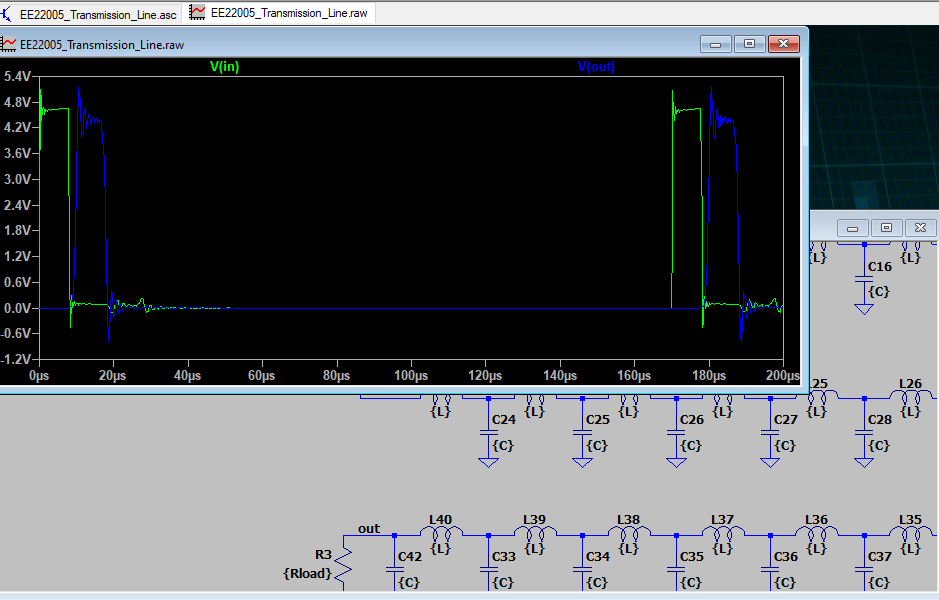 EE22005_Transmission_Line.asc EE22005_Transmission_Line.raw
EE22005_Transmission_Line.raw
V(in) V(out)
5.4V
4.8V
4.2V
3.6V
3.0V
2.4V
1.8V
1.2V
0.6V
0.0V
-0.6V
-1.2V
0µs 20µs 40µs 60µs 80µs 100µs 120µs 140µs 160µs 180µs 200µs
{L} C16 {L}
{C}
25 L26
{L} {L} {L} {L} {L} {L}
C24 C25 C26 C27 C28
{C} {C} {C} {C} {C}
out L40 L39 L38 L37 L36 L35
{L} {L} {L} {L} {L} {L}
R3 C42 C33 C34 C35 C36 C37
{Rload} {C} {C} {C} {C} {C} {C}